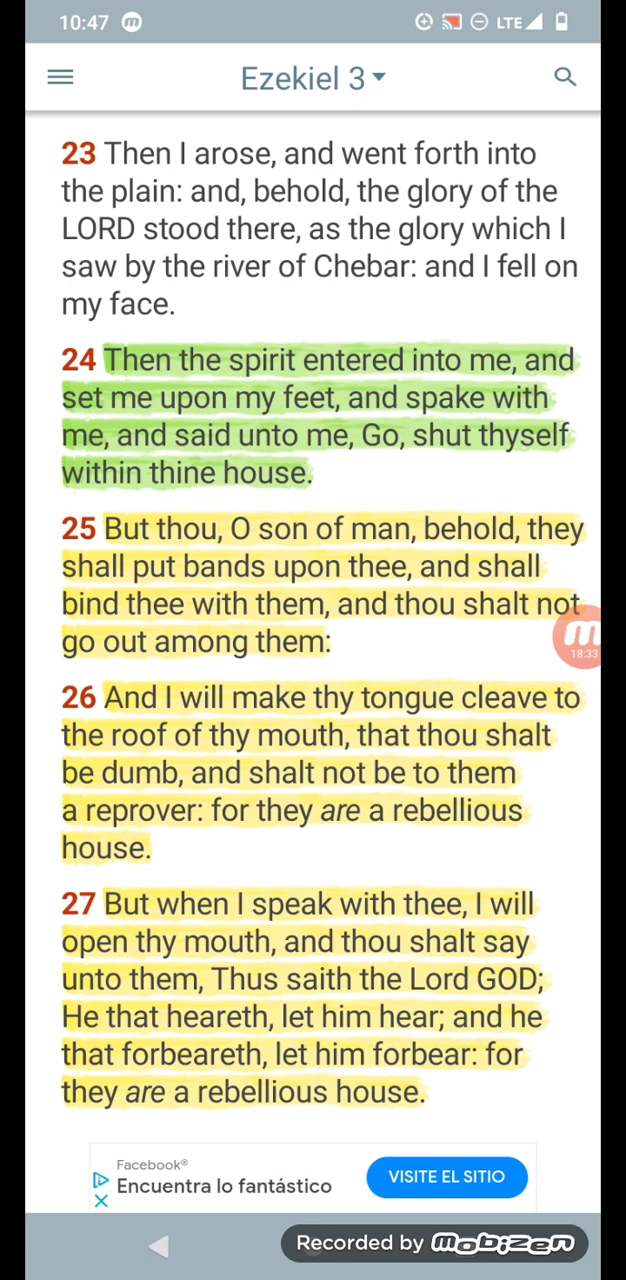 10:47 m LTE
Ezekiel 3
23 Then I arose, and went forth into
the plain: and, behold, the glory of the
LORD stood there, as the glory which I
saw by the river of Chebar: and I fell on
my face.
24 Then the spirit entered into me, and
set me upon my feet, and spake with
me, and said unto me, Go, shut thyself
within thine house.
25 But thou, O son of man, behold, they
shall put bands upon thee, and shall
bind thee with them, and thou shalt not
go out among them:
m
18:33
26 And I will make thy tongue cleave to
the roof of thy mouth, that thou shalt
be dumb, and shalt not be to them
a reprover: for they are a rebellious
house.
27 But when I speak with thee, I will
open thy mouth, and thou shalt say
unto them, Thus saith the Lord GOD;
He that heareth, let him hear; and he
that forbeareth, let him forbear: for
they are a rebellious house.
Facebook®
Encuentra lo fantástico
VISITE EL SITIO
Recorded by mobizen